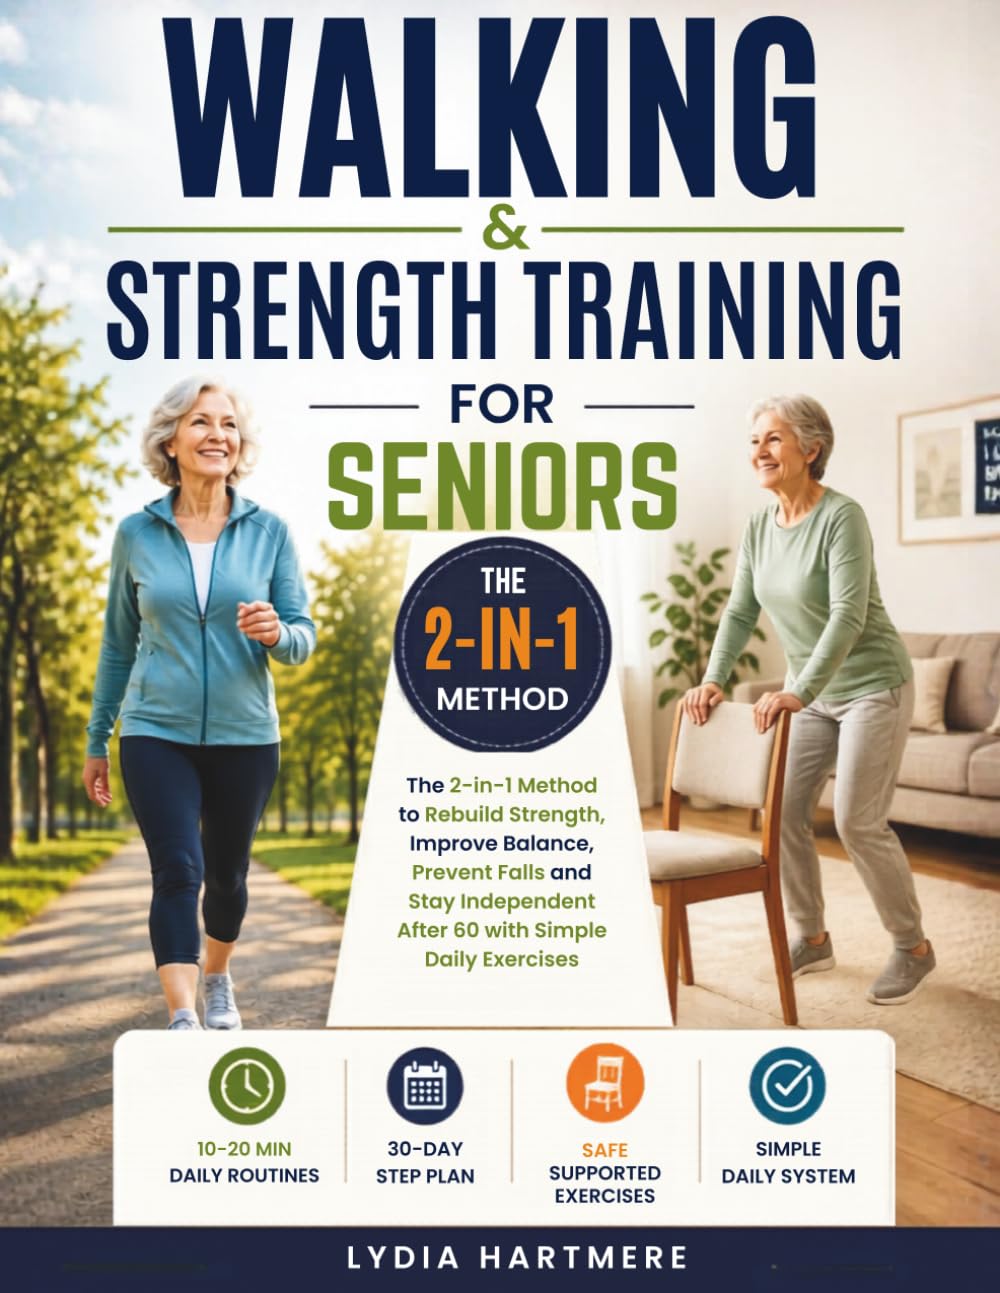 WALKING
&
STRENGTH TRAINING
FOR
SENIORS
THE
2-IN-1
METHOD
The 2-in-1 Method
to Rebuild Strength,
Improve Balance,
Prevent Falls and
Stay Independent
After 60 with Simple
Daily Exercises
10-20 MIN
DAILY ROUTINES
30-DAY
STEP PLAN
SAFE
SUPPORTED
EXERCISES
SIMPLE
DAILY SYSTEM
LYDIA HARTMERE